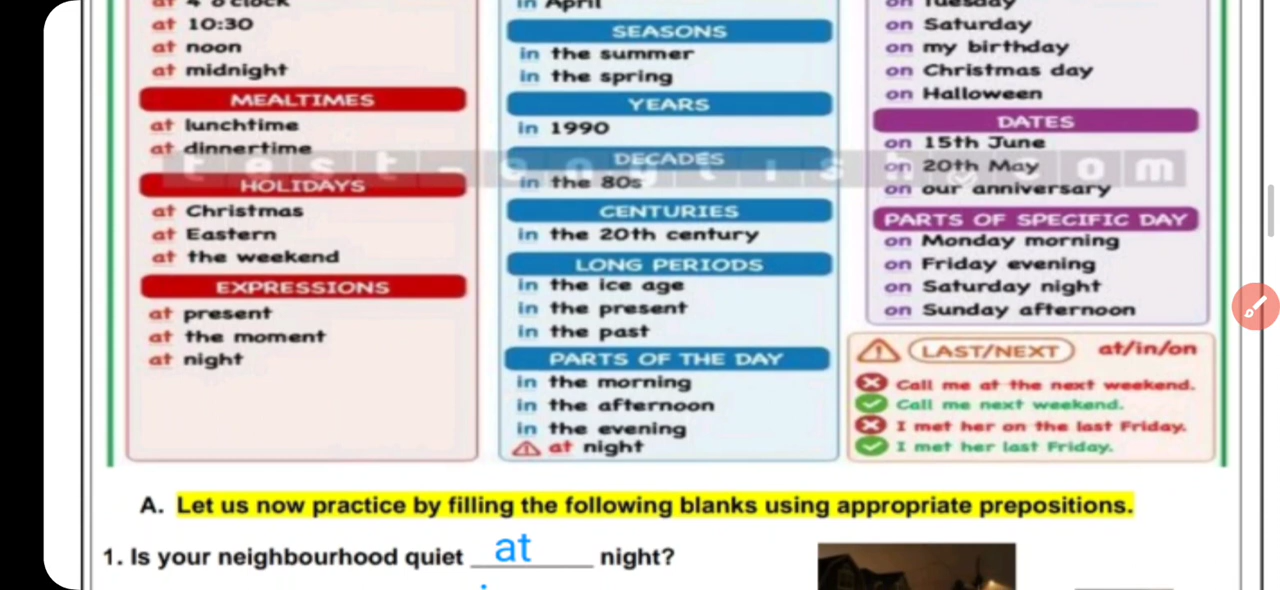 at 4 o'clock
at 10:30
at noon
at midnight
MEALTIMES
at lunchtime
at dinnertime
HOLIDAYS
at Christmas
at Eastern
at the weekend
EXPRESSIONS
at present
at the moment
at night
in April
SEASONS
in the summer
in the spring
YEARS
in 1990
DECADES
in the 80s
CENTURIES
in the 20th century
LONG PERIODS
in the ice age
in the present
in the past
PARTS OF THE DAY
in the morning
in the afternoon
in the evening
at night
on Tuesday
on Saturday
on my birthday
on Christmas day
on Halloween
DATES
on 15th June
on 20th May
on our anniversary
PARTS OF SPECIFIC DAY
on Monday morning
on Friday evening
on Saturday night
on Sunday afternoon
LAST/NEXT at/in/on
Call me at the next weekend.
Call me next weekend.
I met her on the last Friday.
I met her last Friday.
test-english.com
A. Let us now practice by filling the following blanks using appropriate prepositions.
1. Is your neighbourhood quiet at night?